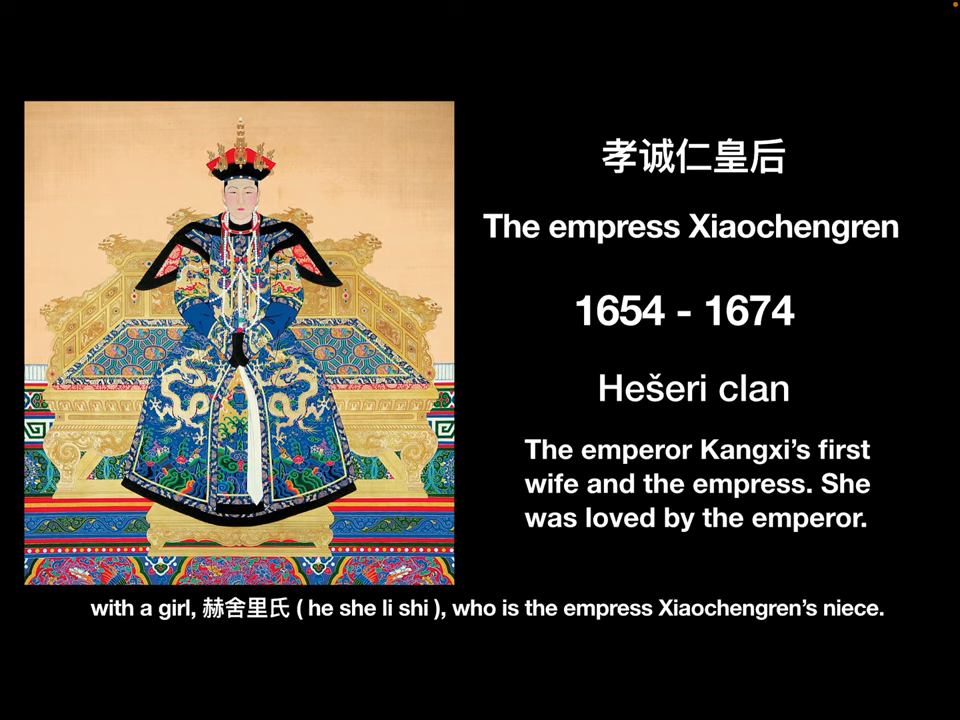 孝诚仁皇后
The empress Xiaochengren
1654 - 1674
Hešeri clan
The emperor Kangxi’s first
wife and the empress. She
was loved by the emperor.
with a girl, 赫舍里氏 ( he she li shi ), who is the empress Xiaochengren’s niece.